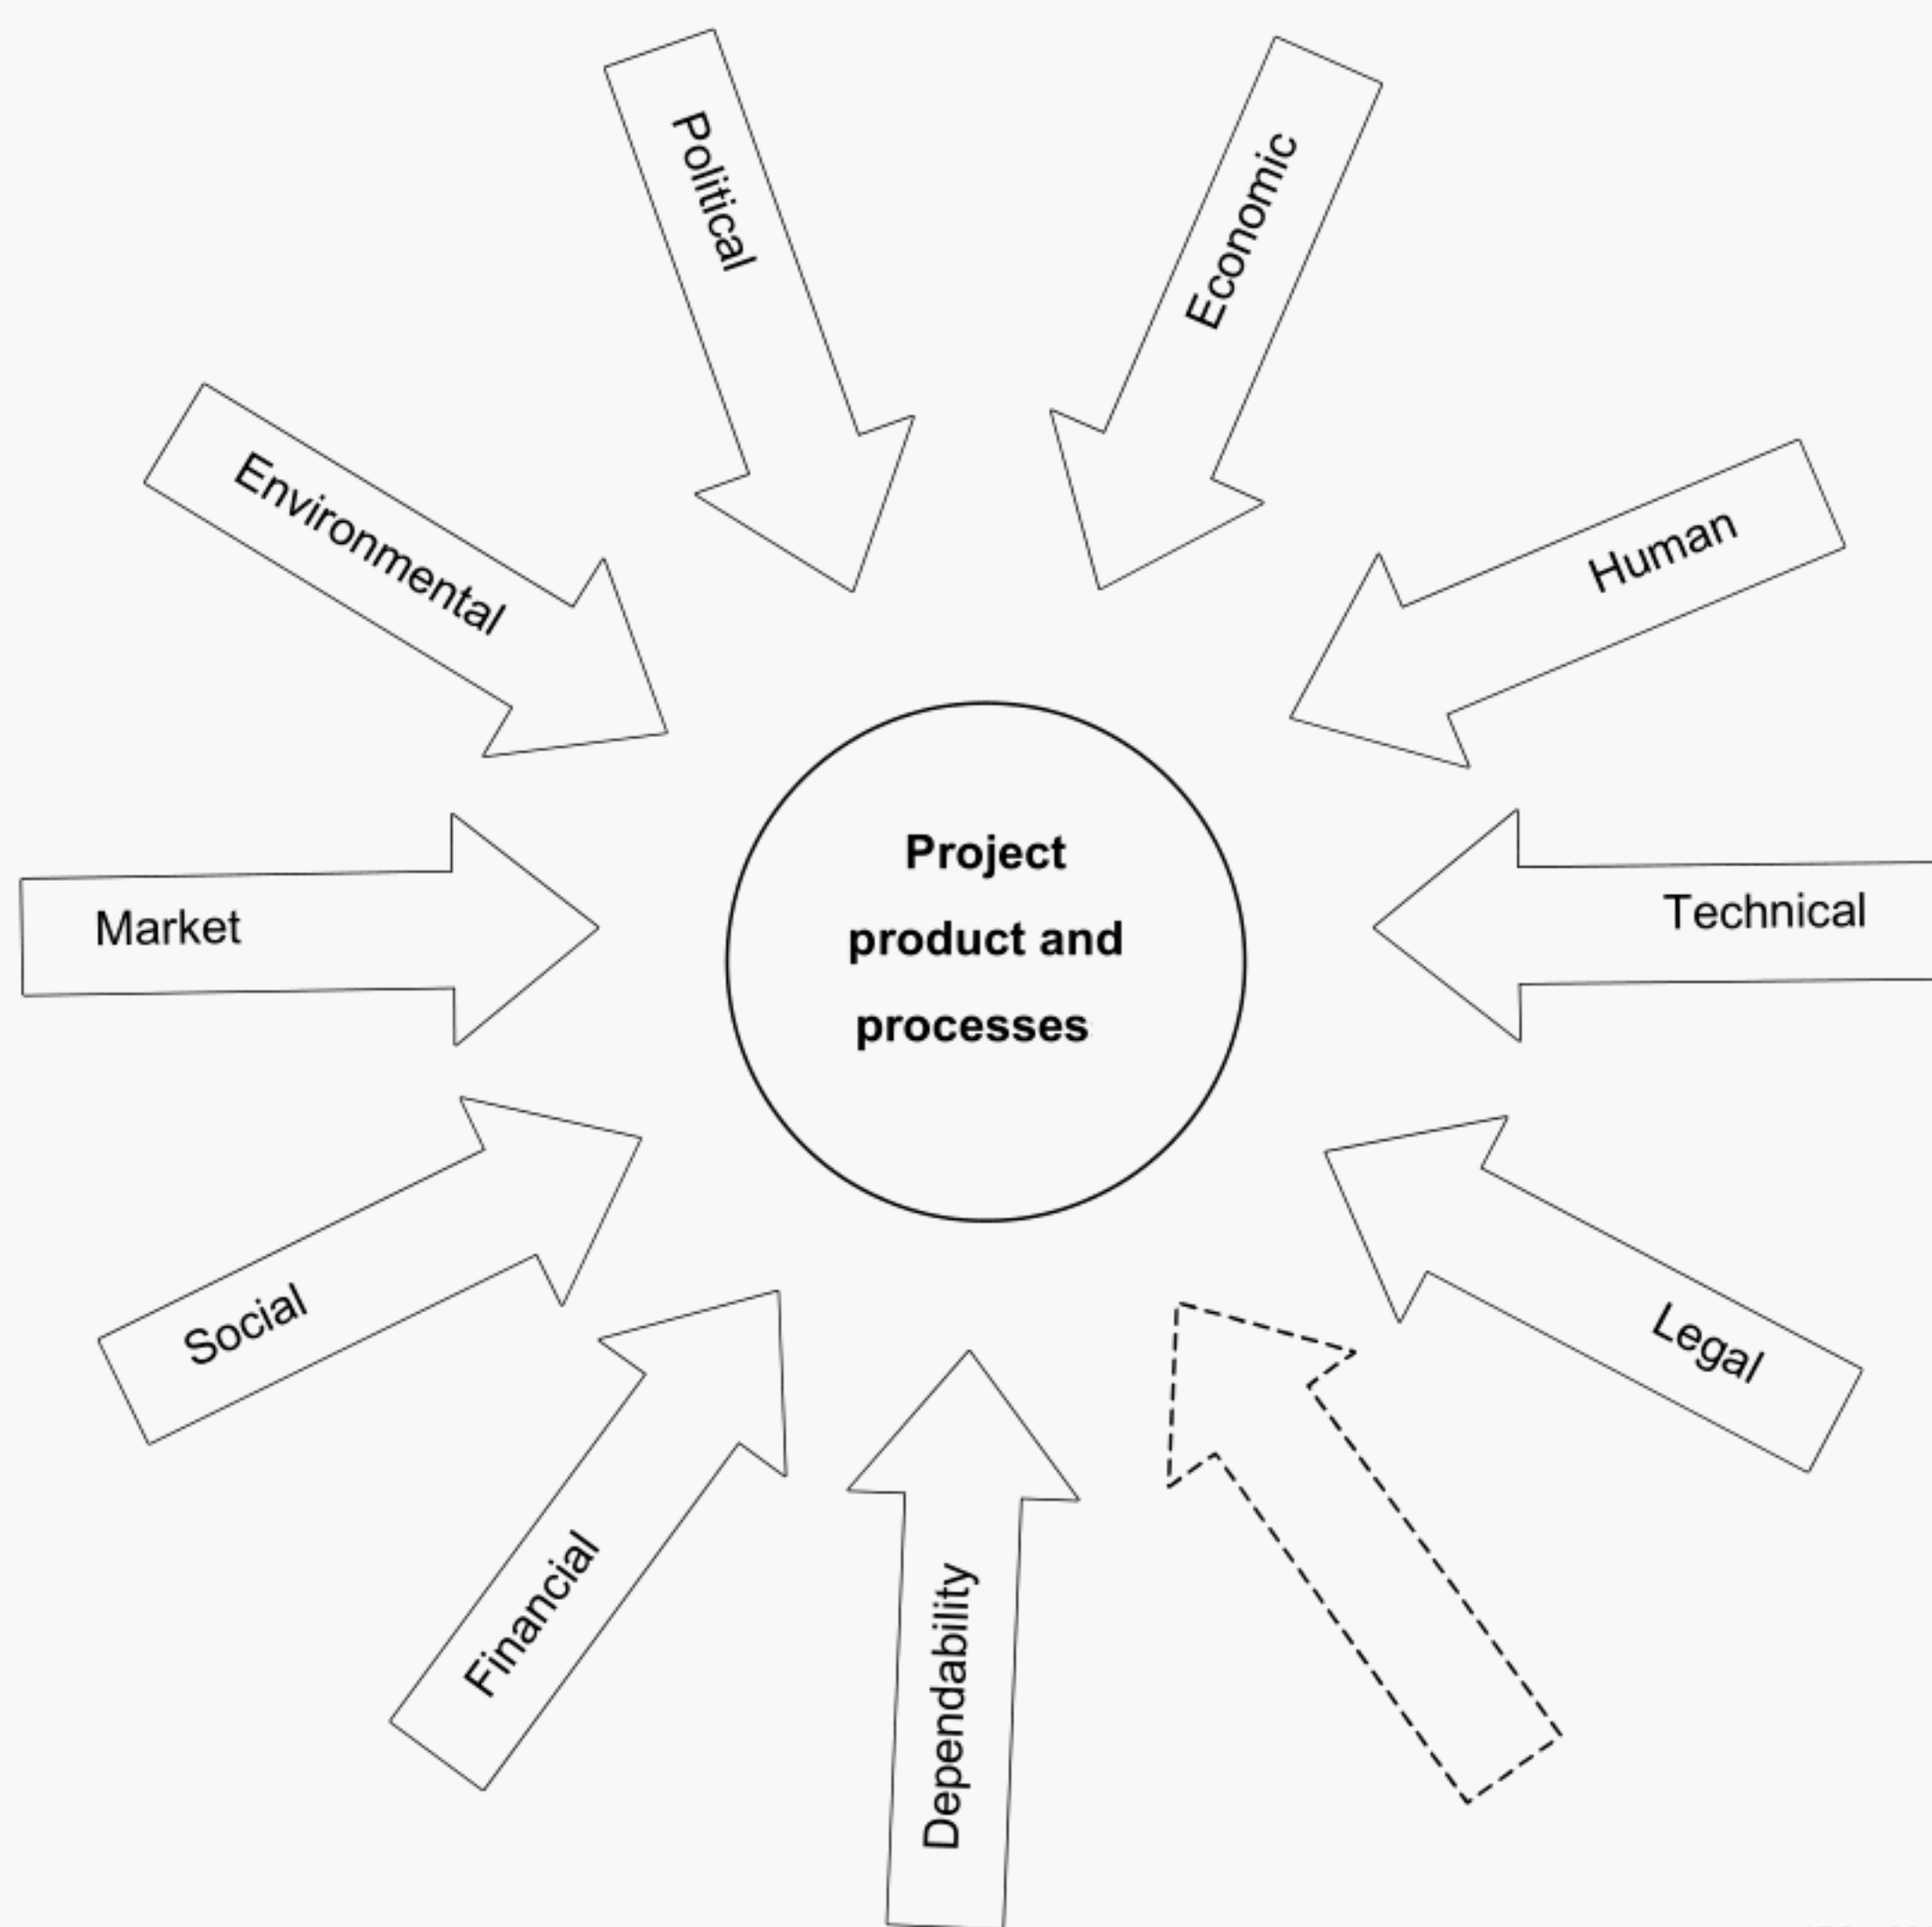 Political
Economic
Environmental
Human
Project
product and
processes
Market
Technical
Social
Legal
Financial
Dependability